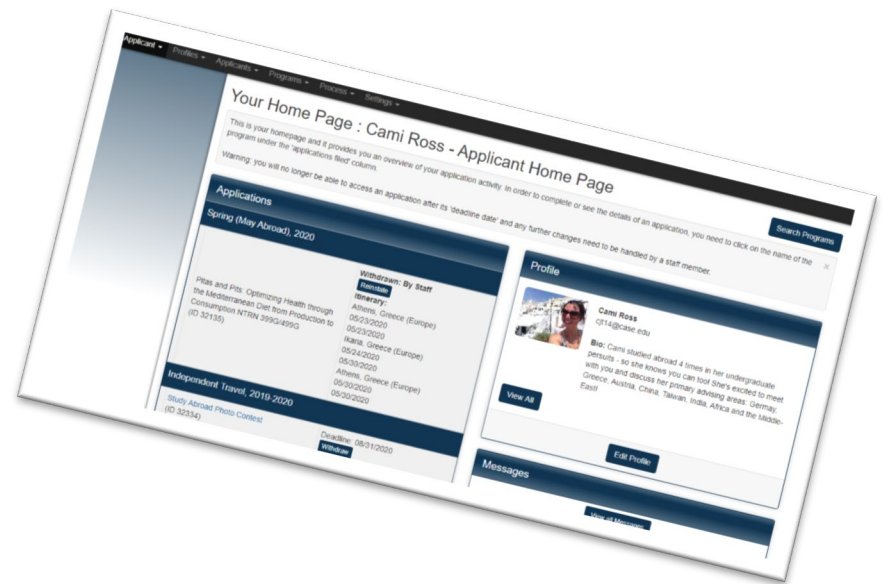 Applicant
Profiles
Applicants
Programs
Process
Settings
Your Home Page : Cami Ross - Applicant Home Page
This is your homepage and it provides you an overview of your application activity. In order to complete or see the details of an application, you need to click on the name of the
program under the 'applications filed' column.
Warning: you will no longer be able to access an application after its 'deadline date' and any further changes need to be handled by a staff member.
×
Search Programs
Applications
Spring (May Abroad), 2020
Pitas and Pits: Optimizing Health through
the Mediterranean Diet from Production to
Consumption NTRN 399G/499G
(ID 32135)
Withdrawn: By Staff
Reinstate
Itinerary:
Athens, Greece (Europe)
05/23/2020
05/23/2020
Ikaria, Greece (Europe)
05/24/2020
05/30/2020
Athens, Greece (Europe)
05/30/2020
05/30/2020
Independent Travel, 2019-2020
Study Abroad Photo Contest
(ID 32334)
Deadline: 08/31/2020
Withdraw
Profile
Cami Ross
cjt14@case.edu
Bio: Cami studied abroad 4 times in her undergraduate
persuits - so she knows you can too! She's excited to meet
with you and discuss her primary advising areas: Germay,
Greece, Austria, China, Taiwan, India, Africa and the Middle-
East!
View All
Edit Profile
Messages
View all Messages